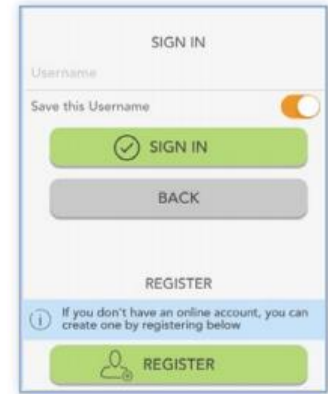 SIGN IN
Username
Save this Username
SIGN IN
BACK
REGISTER
If you don't have an online account, you can
create one by registering below
REGISTER